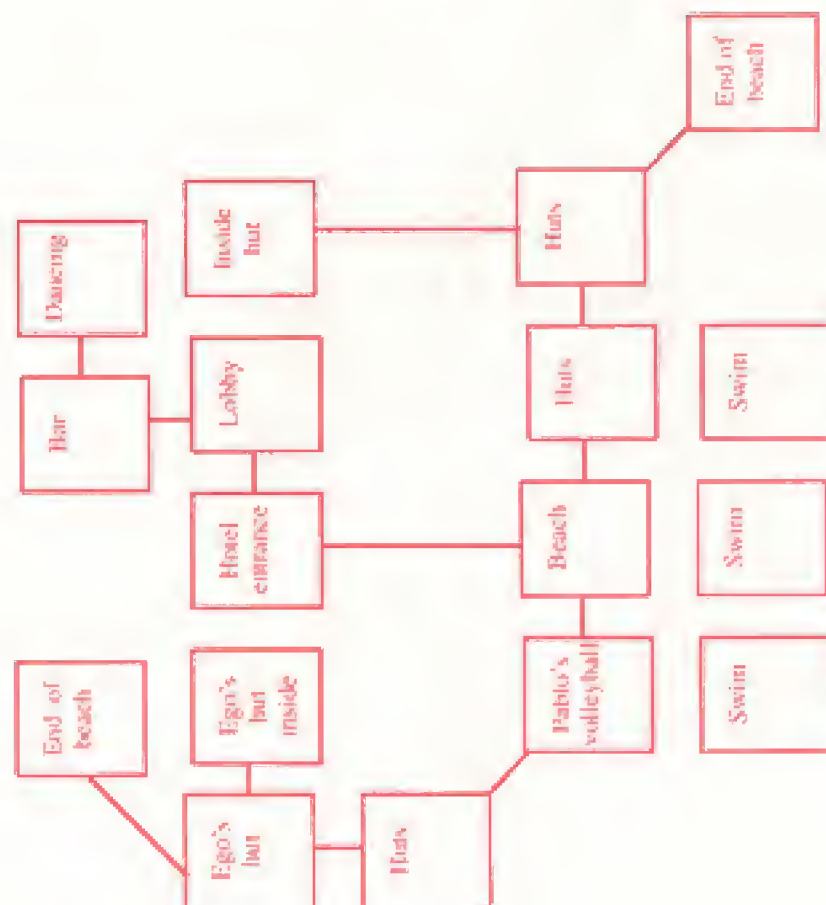 End of
beach
Bar
Dancing
Ego's
hut
Ego's
hut
inside
Hotel
entrance
Lobby
Inside
hut
Huts
Pablo's
volleyball
Beach
Huts
Huts
Swim
Swim
Swim
End of
beach